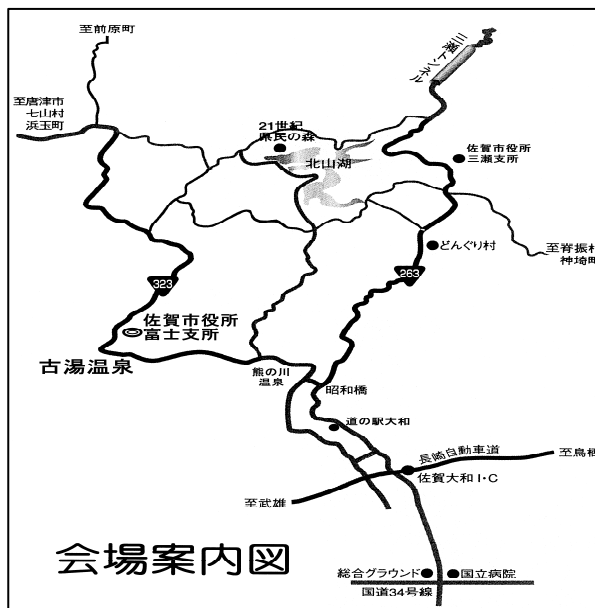 至前原町
三瀬トンネル
至唐津市
七山村
浜玉町
21世紀
県民の森
北山湖
佐賀市役所
三瀬支所
どんぐり村
至脊振村
神埼町
323
263
佐賀市役所
富士支所
古湯温泉
熊の川
温泉
昭和橋
道の駅大和
長崎自動車道
至鳥栖
佐賀大和I・C
至武雄
会場案内図
総合グラウンド
国立病院
国道34号線